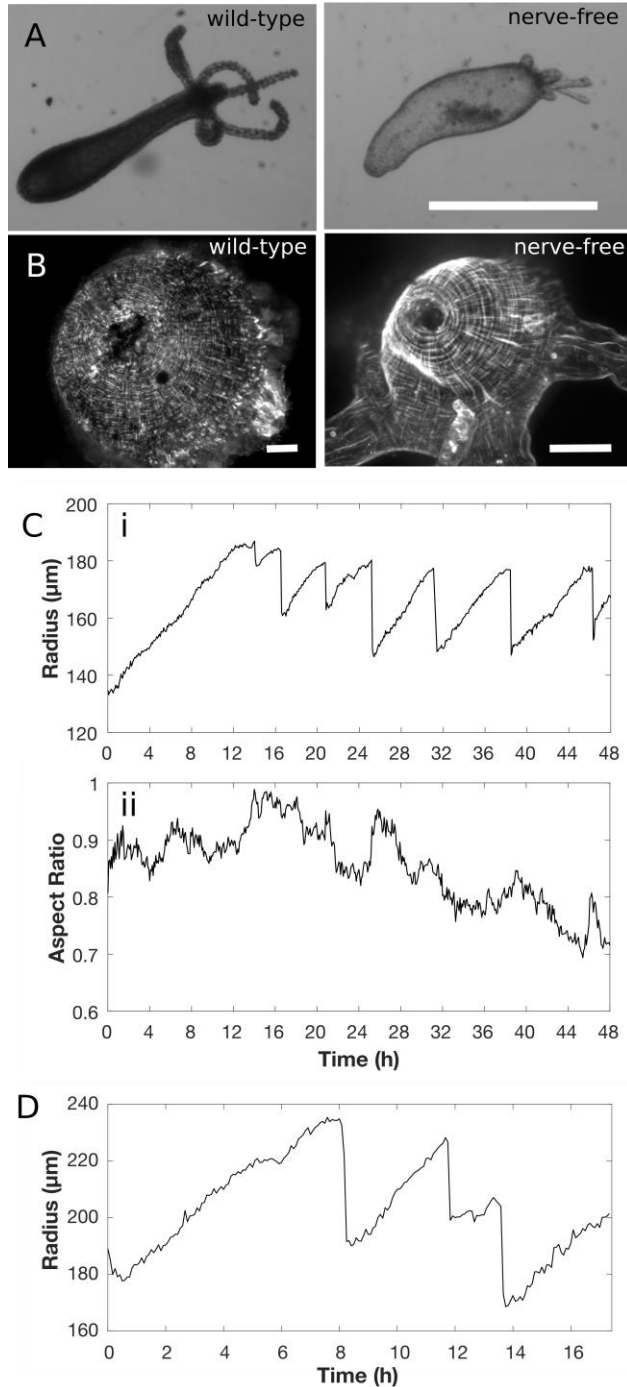 A wild-type nerve-free
B wild-type nerve-free
C i
200
180
160
140
120
Radius (µm)
0 4 8 12 16 20 24 28 32 36 40 44 48
ii
1
0.9
0.8
0.7
0.6
Aspect Ratio
0 4 8 12 16 20 24 28 32 36 40 44 48
Time (h)
D
240
220
200
180
160
Radius (µm)
0 2 4 6 8 10 12 14 16
Time (h)